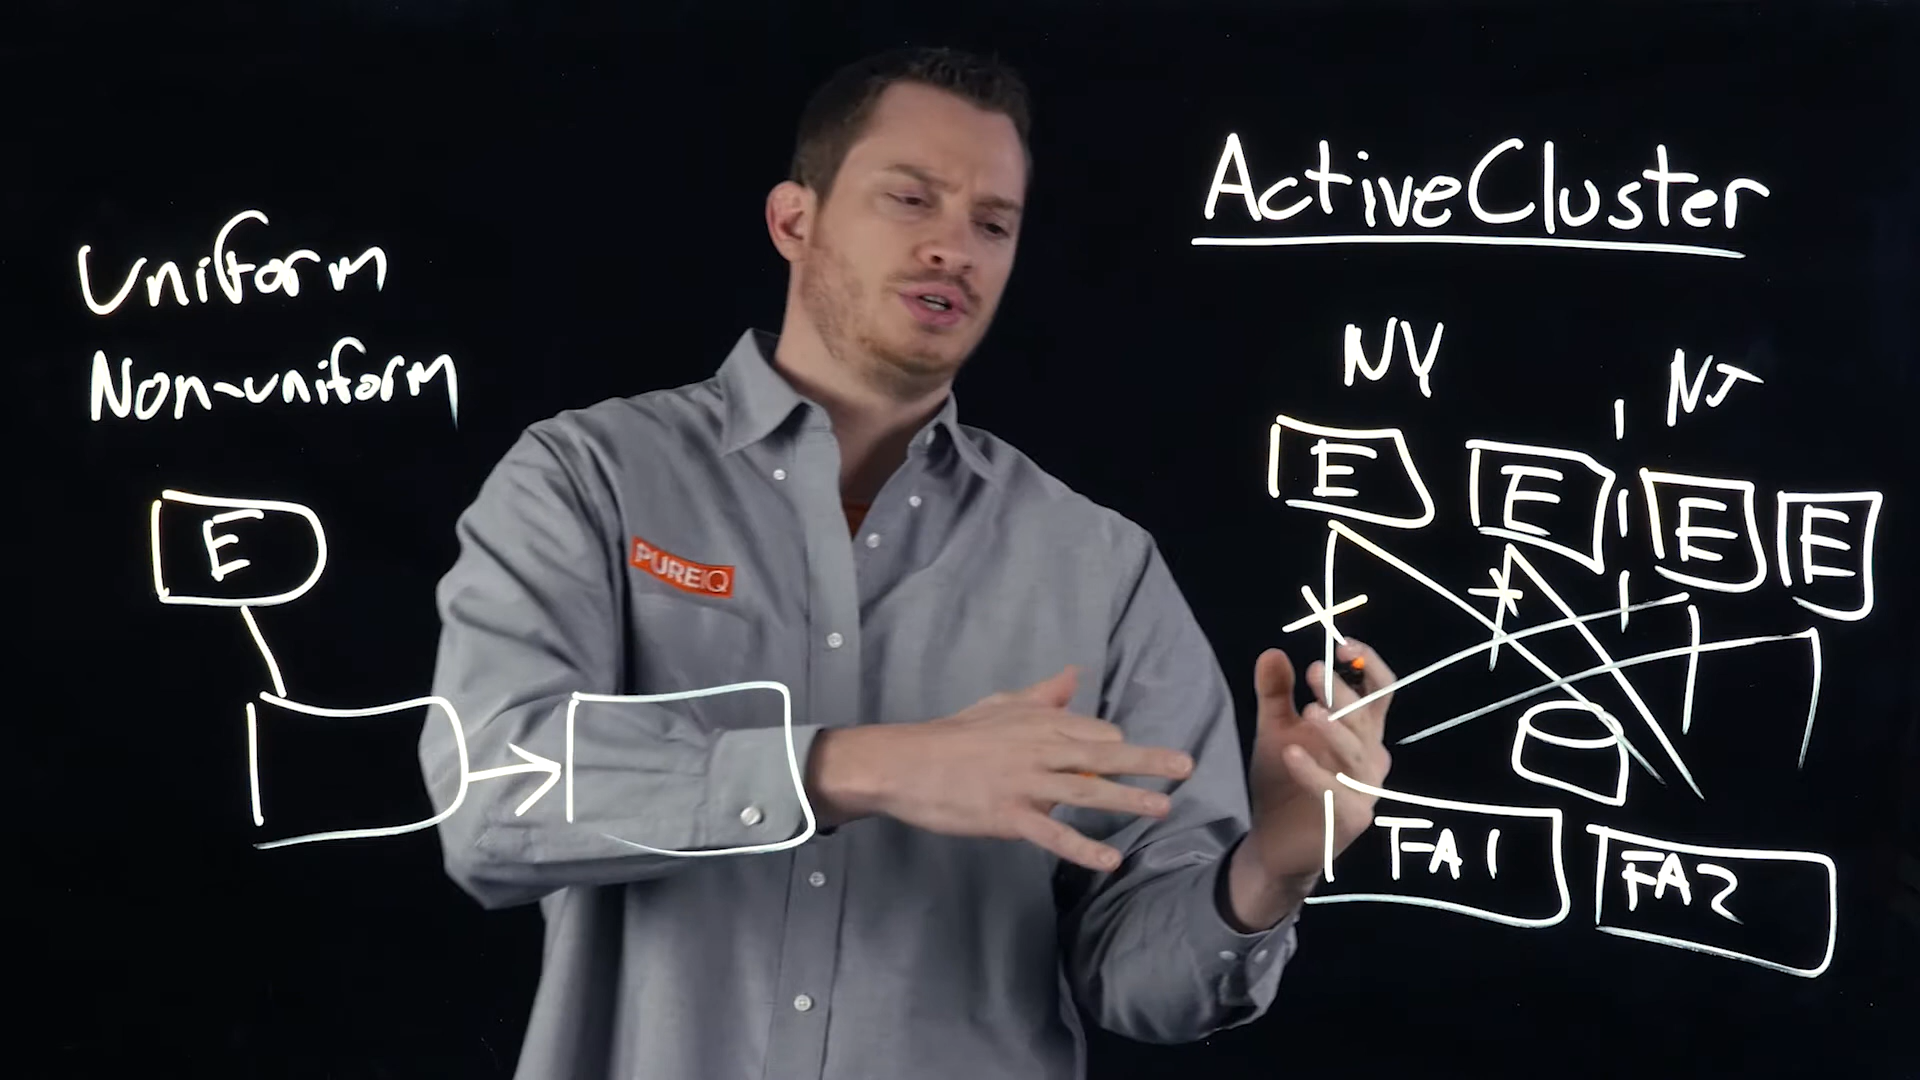 ActiveCluster
Uniform
Non-uniform
NY
NJ
E
E
E
E
E
PUREIQ
FA1
FA2